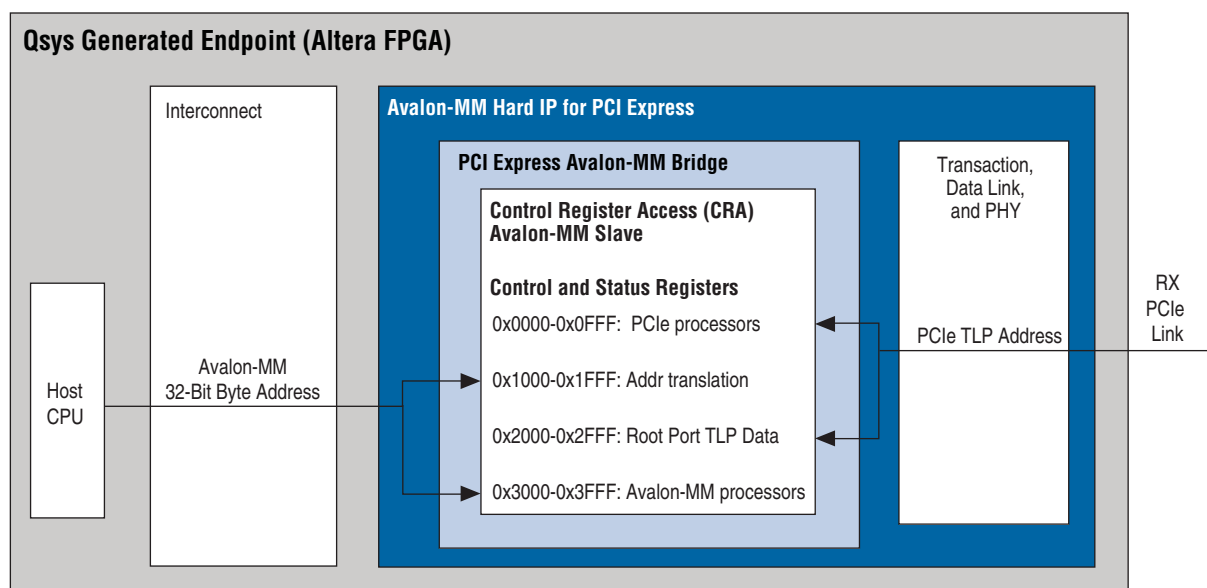 Qsys Generated Endpoint (Altera FPGA)
Interconnect
Avalon-MM Hard IP for PCI Express
PCI Express Avalon-MM Bridge
Transaction,
Data Link,
and PHY
Control Register Access (CRA)
Avalon-MM Slave
Control and Status Registers
0x0000-0x0FFF: PCIe processors
0x1000-0x1FFF: Addr translation
0x2000-0x2FFF: Root Port TLP Data
0x3000-0x3FFF: Avalon-MM processors
PCIe TLP Address
RX
PCIe
Link
Avalon-MM
32-Bit Byte Address
Host
CPU